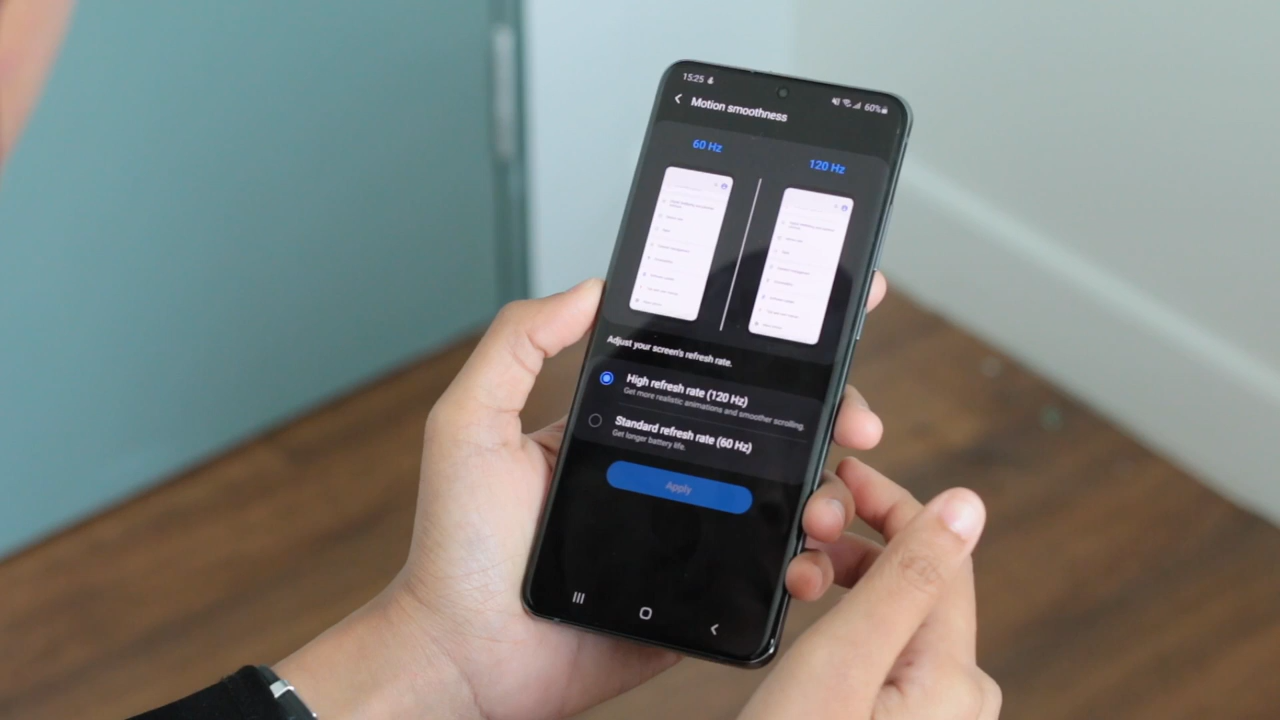 15:25
60%
Motion smoothness
60 Hz
120 Hz
Adjust your screen's refresh rate.
High refresh rate (120 Hz)
Get more realistic animations and smoother scrolling.
Standard refresh rate (60 Hz)
Get longer battery life.
Apply